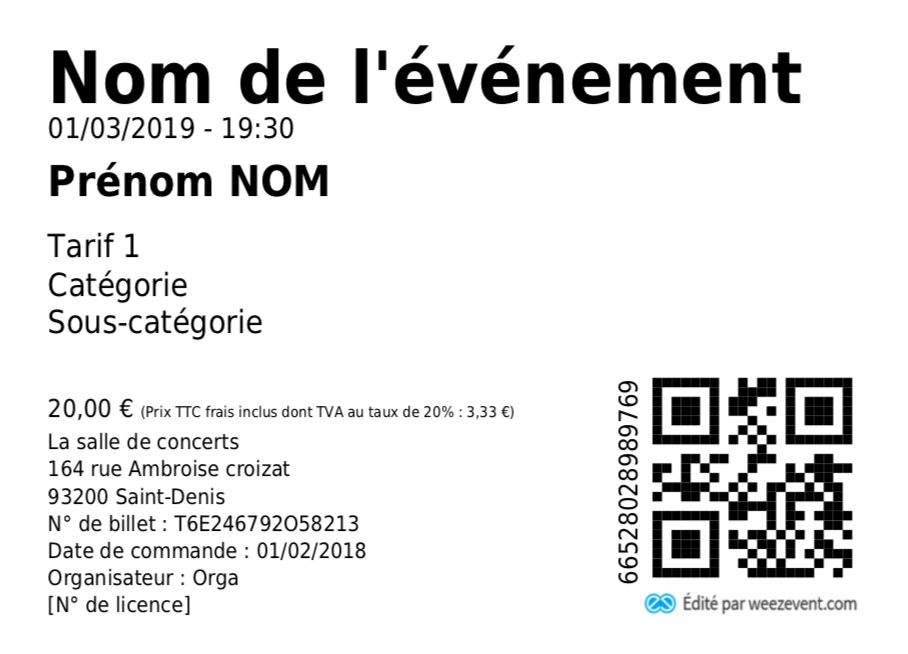 Nom de l'événement
01/03/2019 - 19:30
Prénom NOM
Tarif 1
Catégorie
Sous-catégorie
20,00 € (Prix TTC frais inclus dont TVA au taux de 20% : 3,33 €)
La salle de concerts
164 rue Ambroise croizat
93200 Saint-Denis
N° de billet : T6E246792O58213
Date de commande : 01/02/2018
Organisateur : Orga
[N° de licence]
66528028989769
Édité par weezevent.com